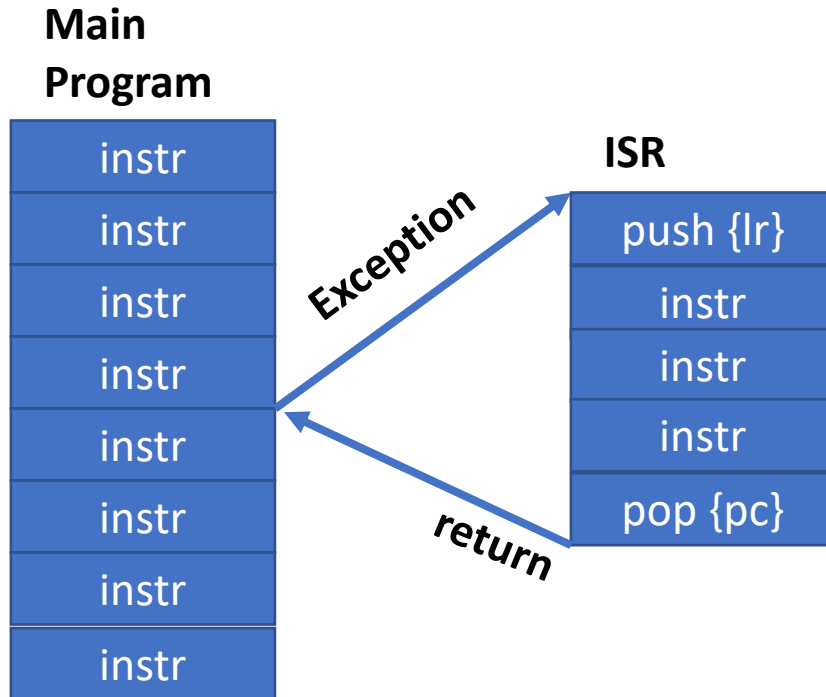 Main
Program
instr
instr
instr
instr
instr
instr
instr
instr
Exception
return
ISR
push {lr}
instr
instr
instr
pop {pc}